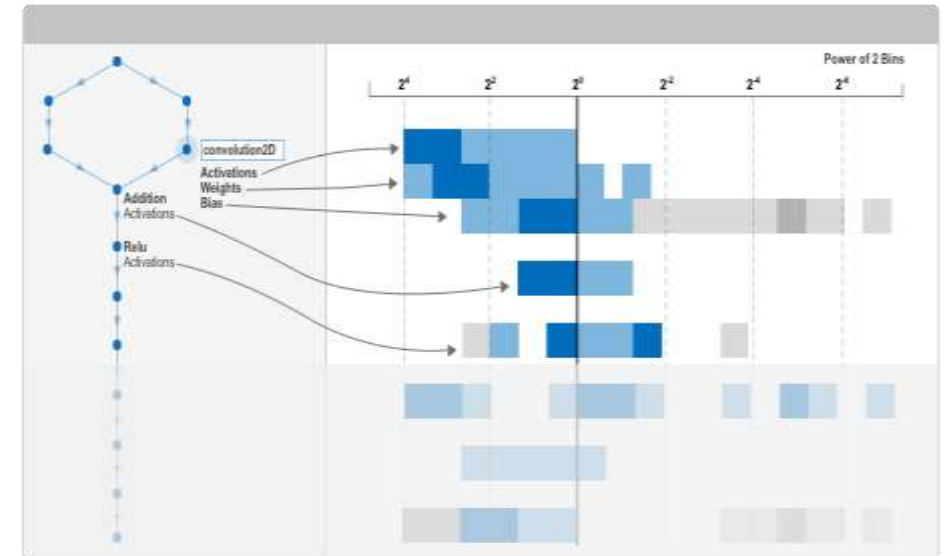 Power of 2 Bins
2⁴ 2² 2⁰ 2⁻² 2⁻⁴ 2⁻⁶
convolution2D
Activations
Weights
Bias
Addition
Activations
Relu
Activations